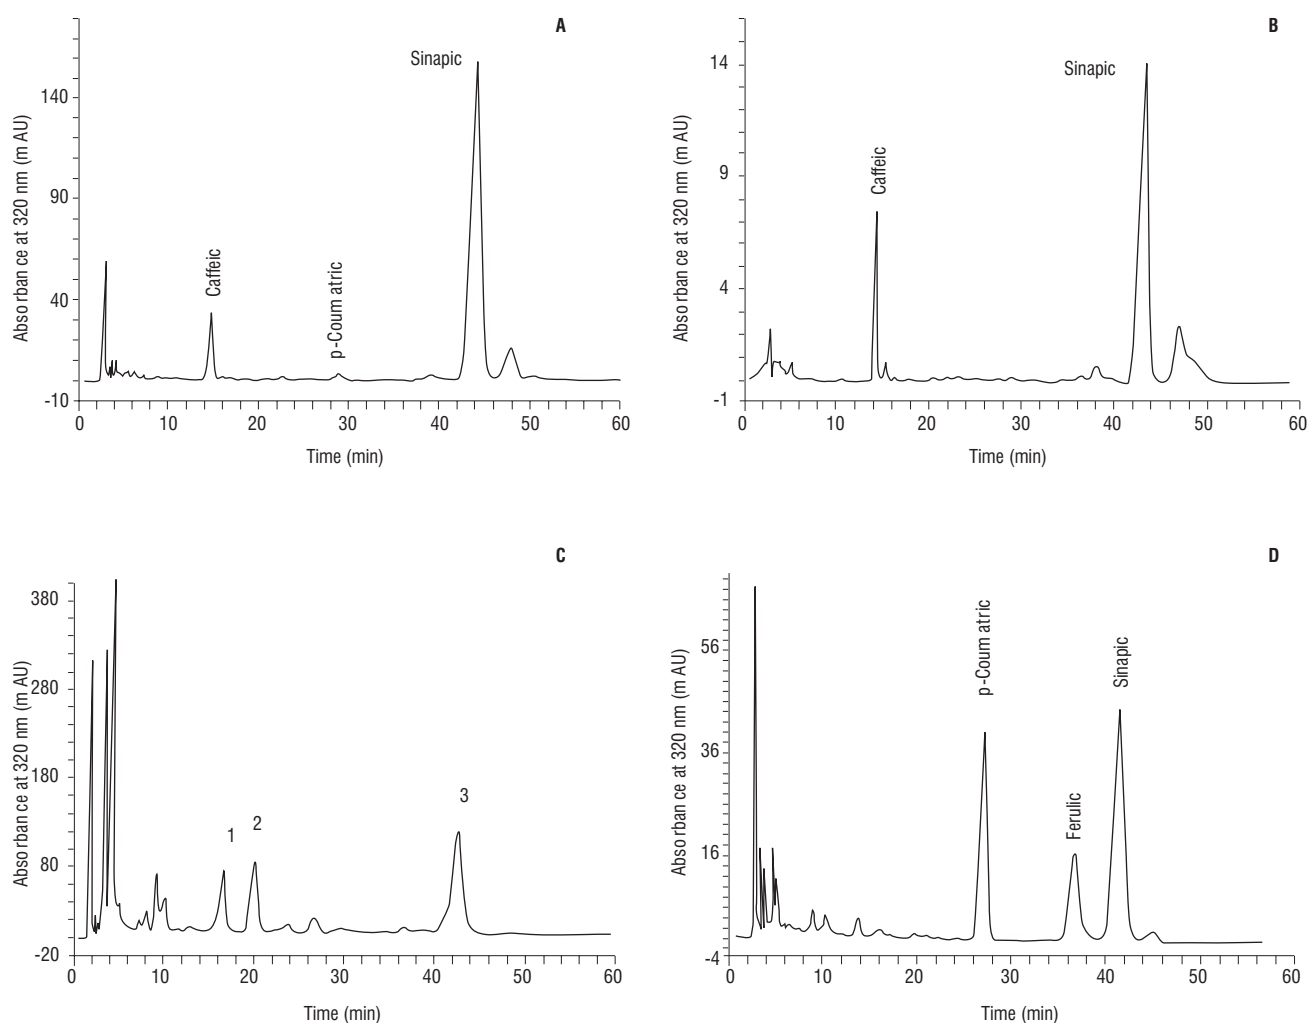 A
Sinapic
Caffeic
p-Coum atric
Abso rban ce at 320 nm (m AU)
140
90
40
-10
0 10 20 30 40 50 60
Time (min)
B
Sinapic
Caffeic
Abso rban ce at 320 nm (m AU)
14
9
4
-1
0 10 20 30 40 50 60
Time (min)
C
1
2
3
Abso rban ce at 320 nm (m AU)
380
280
180
80
-20
0 10 20 30 40 50 60
Time (min)
D
p-Coum atric
Ferulic
Sinapic
Abso rban ce at 320 nm (m AU)
56
36
16
-4
0 10 20 30 40 50 60
Time (min)